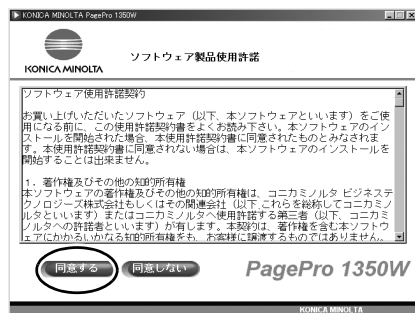 KONICA MINOLTA PagePro 1350W
KONICA MINOLTA
ソフトウェア製品使用許諾
ソフトウェア使用許諾契約
お買い上げいただいたソフトウェア（以下、本ソフトウェアといいます）をご使
用になる前に、この使用許諾契約書をよくお読み下さい。本ソフトウェアのイン
ストールを開始された場合、本使用許諾契約書に同意されたものとみなされま
す。本使用許諾契約書に同意されない場合は、本ソフトウェアのインストールを
開始することは出来ません。
1．著作権及びその他の知的所有権
本ソフトウェアの著作権及びその他の知的所有権は、コニカミノルタ ビジネステ
クノロジーズ株式会社もしくはその関連会社（以下、これらを総称してコニカミノ
ルタといいます）またはコニカミノルタへ使用許諾する第三者（以下、コニカミ
ノルタへの許諾者といいます）が有します。本契約は、著作権を含む本ソフトウ
ェアにかかるいかなる知的所有権をも、お客様に譲渡するものではありません。
同意する
同意しない
PagePro 1350W
KONICA MINOLTA